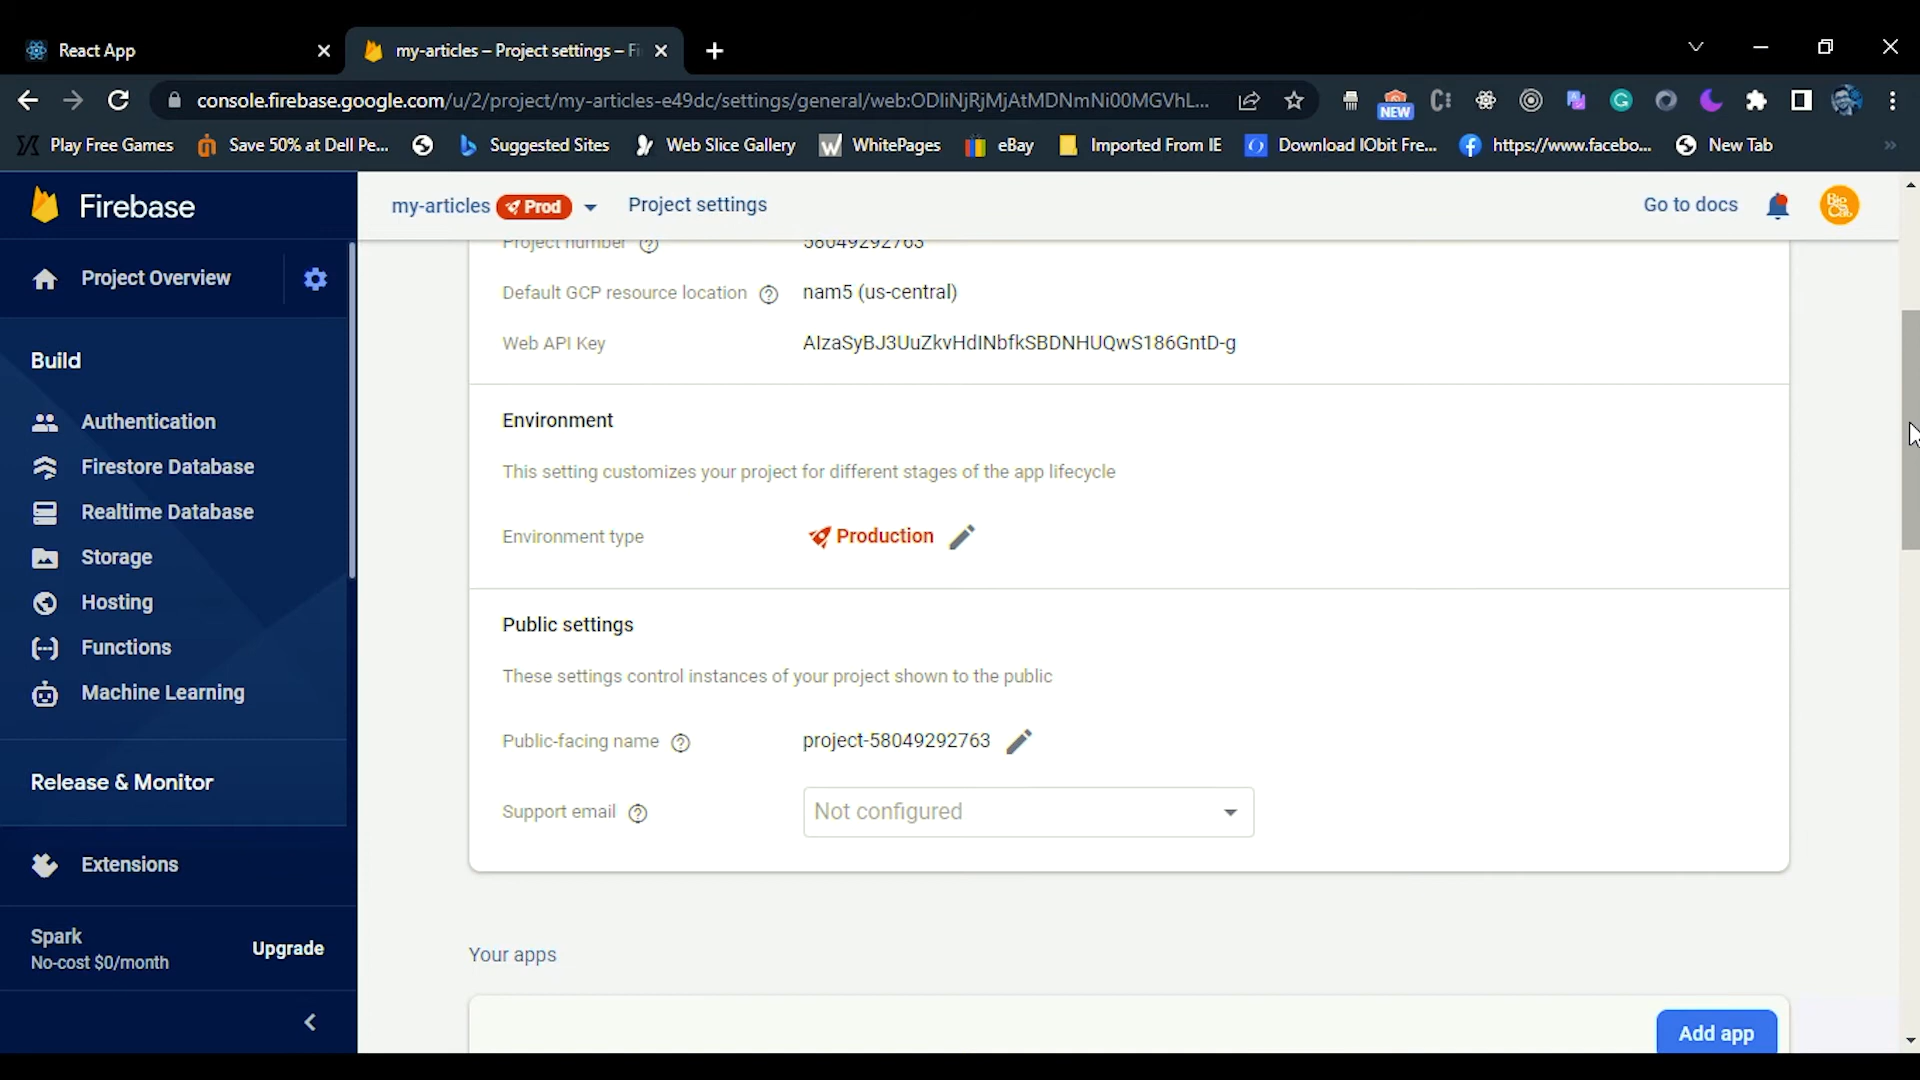 React App
my-articles – Project settings – Fi
console.firebase.google.com/u/2/project/my-articles-e49dc/settings/general/web:ODliNjRjMjAtMDNmNi00MGVhL...
NEW
Play Free Games
Save 50% at Dell Pe...
Suggested Sites
Web Slice Gallery
WhitePages
eBay
Imported From IE
Download IObit Fre...
https://www.facebo...
New Tab
Firebase
my-articles Prod
Project settings
Go to docs
Big Cat
Project Overview
Project number 58049292763
Default GCP resource location nam5 (us-central)
Web API Key AIzaSyBJ3UuZkvHdINbfkSBDNHUQwS186GntD-g
Build
Authentication
Firestore Database
Realtime Database
Storage
Hosting
Functions
Machine Learning
Release & Monitor
Extensions
Spark
No-cost $0/month
Upgrade
Environment
This setting customizes your project for different stages of the app lifecycle
Environment type Production
Public settings
These settings control instances of your project shown to the public
Public-facing name project-58049292763
Support email Not configured
Your apps
Add app